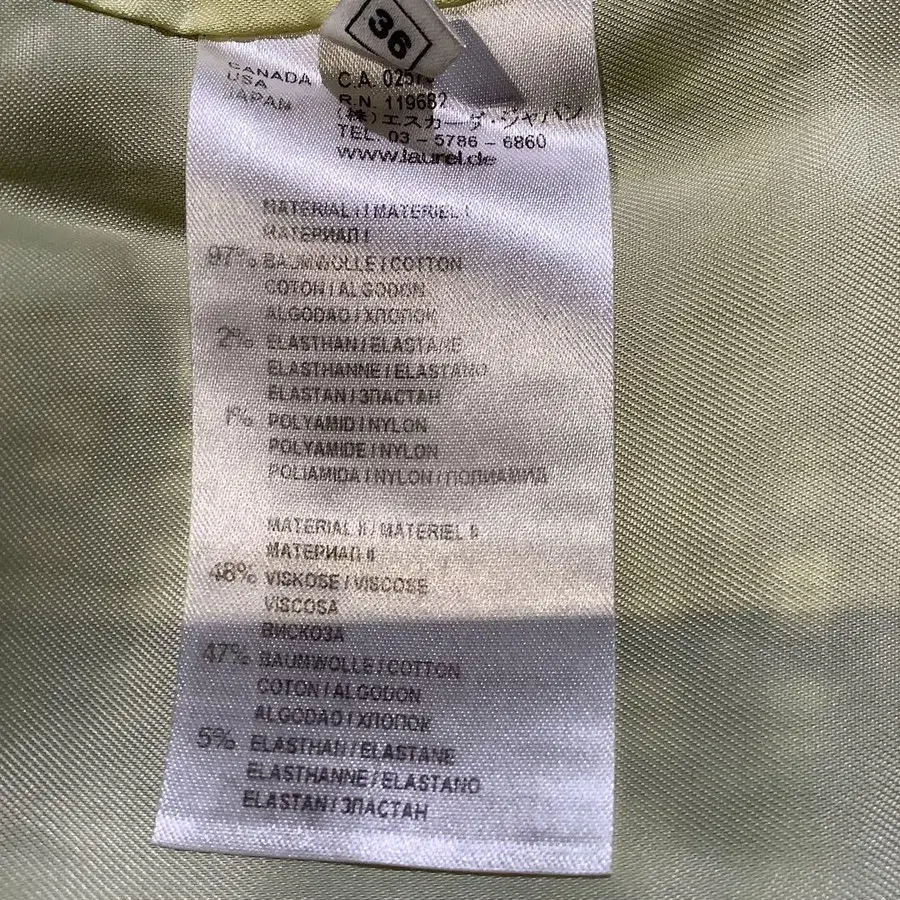 36
CANADA C.A. 0257
USA R.N. 119682
JAPAN (株)エスカーダ・ジャパン
TEL. 03 - 5786 - 6860
www.laurel.de
MATERIAL I / MATERIEL I
МАТЕРИАЛ I
97% BAUMWOLLE / COTTON
COTON / ALGODON
ALGODAO / ХЛОПОК
2% ELASTHAN / ELASTANE
ELASTHANNE / ELASTANO
ELASTAN / ЭЛАСТАН
1% POLYAMID / NYLON
POLYAMIDE / NYLON
POLIAMIDA / NYLON / ПОЛИАМИД
MATERIAL II / MATERIEL II
МАТЕРИАЛ II
48% VISKOSE / VISCOSE
VISCOSA
ВИСКОЗА
47% BAUMWOLLE / COTTON
COTON / ALGODON
ALGODAO / ХЛОПОК
5% ELASTHAN / ELASTANE
ELASTHANNE / ELASTANO
ELASTAN / ЭЛАСТАН